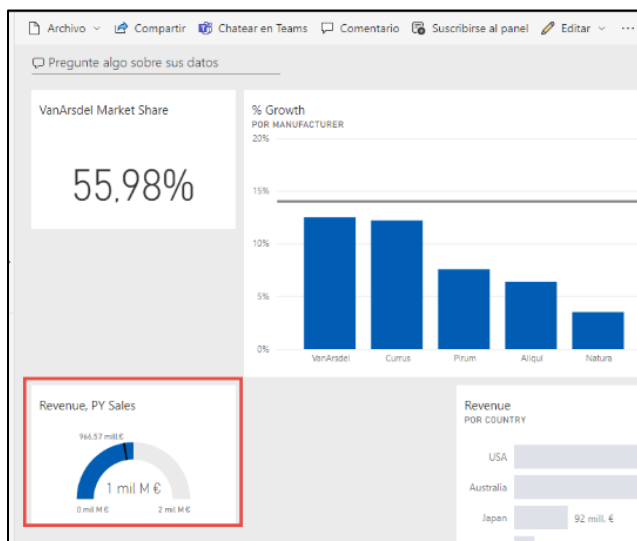 Archivo Compartir Chatear en Teams Comentario Suscribirse al panel Editar ...
Pregunte algo sobre sus datos
VanArsdel Market Share
55,98%
% Growth
POR MANUFACTURER
20%
15%
10%
5%
0%
VanArsdel Currus Pirum Aliqui Natura
Revenue, PY Sales
966,57 mill.€
1 mil M €
0 mil M € 2 mil M €
Revenue
POR COUNTRY
USA
Australia
Japan 92 mill. €